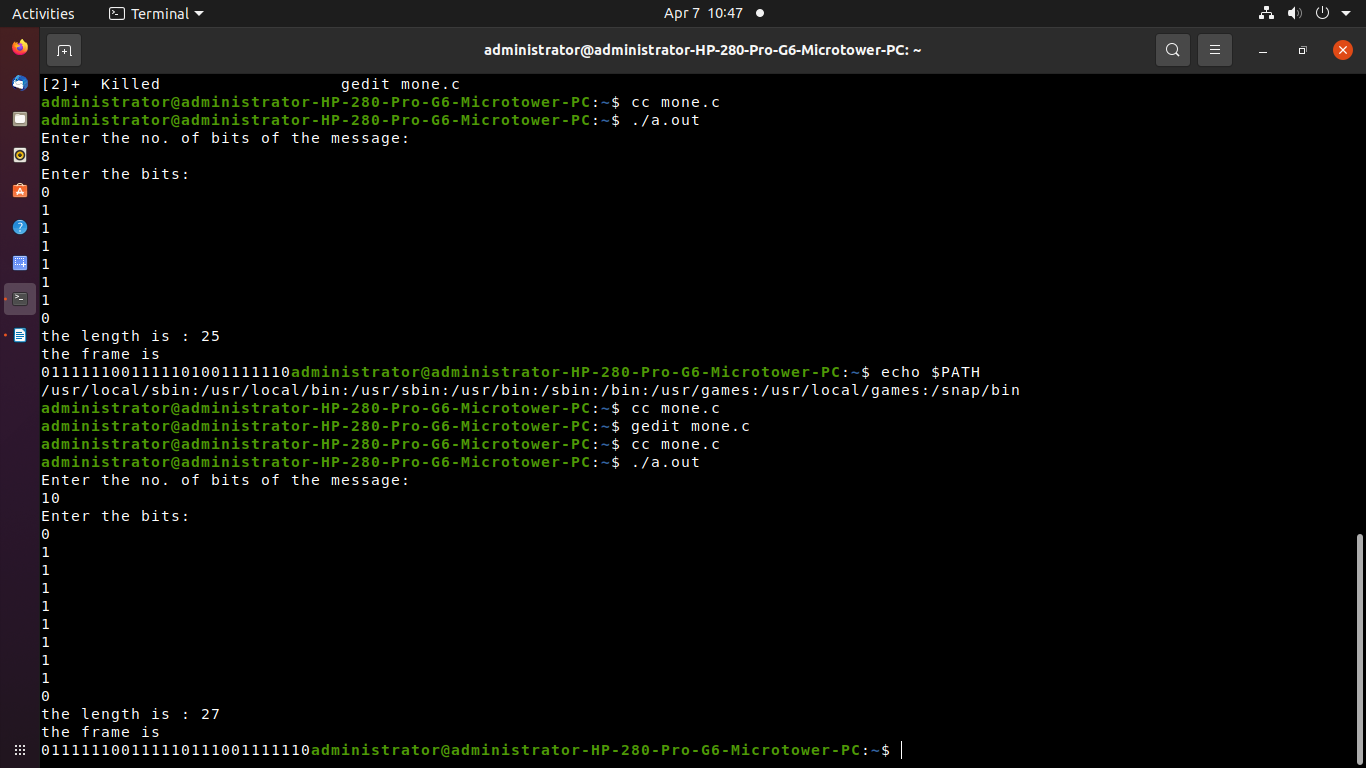 Activities
Terminal
Apr 7 10:47
administrator@administrator-HP-280-Pro-G6-Microtower-PC: ~
[2]+  Killed                  gedit mone.c
administrator@administrator-HP-280-Pro-G6-Microtower-PC:~$ cc mone.c
administrator@administrator-HP-280-Pro-G6-Microtower-PC:~$ ./a.out
Enter the no. of bits of the message:
8
Enter the bits:
0
1
1
1
1
1
1
0
the length is : 25
the frame is
0111111001111101001111110administrator@administrator-HP-280-Pro-G6-Microtower-PC:~$ echo $PATH
/usr/local/sbin:/usr/local/bin:/usr/sbin:/usr/bin:/sbin:/bin:/usr/games:/usr/local/games:/snap/bin
administrator@administrator-HP-280-Pro-G6-Microtower-PC:~$ cc mone.c
administrator@administrator-HP-280-Pro-G6-Microtower-PC:~$ gedit mone.c
administrator@administrator-HP-280-Pro-G6-Microtower-PC:~$ cc mone.c
administrator@administrator-HP-280-Pro-G6-Microtower-PC:~$ ./a.out
Enter the no. of bits of the message:
10
Enter the bits:
0
1
1
1
1
1
1
1
1
0
the length is : 27
the frame is
011111100111110111001111110administrator@administrator-HP-280-Pro-G6-Microtower-PC:~$